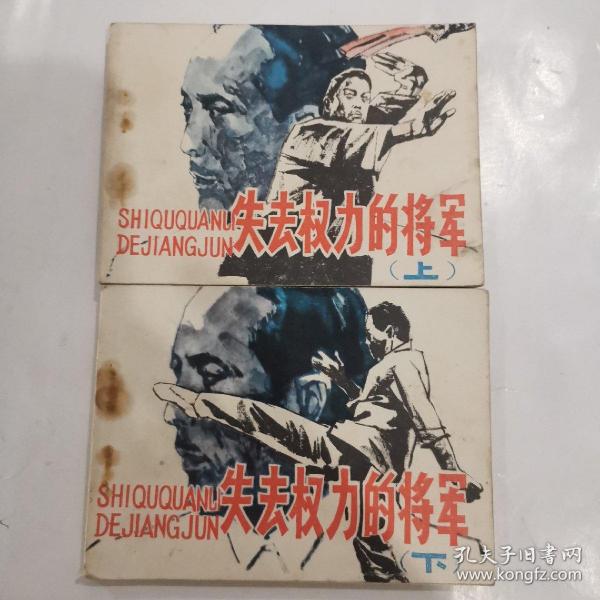 SHIQUQUANLI
DEJIANGJUN
失去权力的将军
（上）
SHIQUQUANLI
DEJIANGJUN
失去权力的将军
（下）
孔夫子旧书网
www.kongfz.com